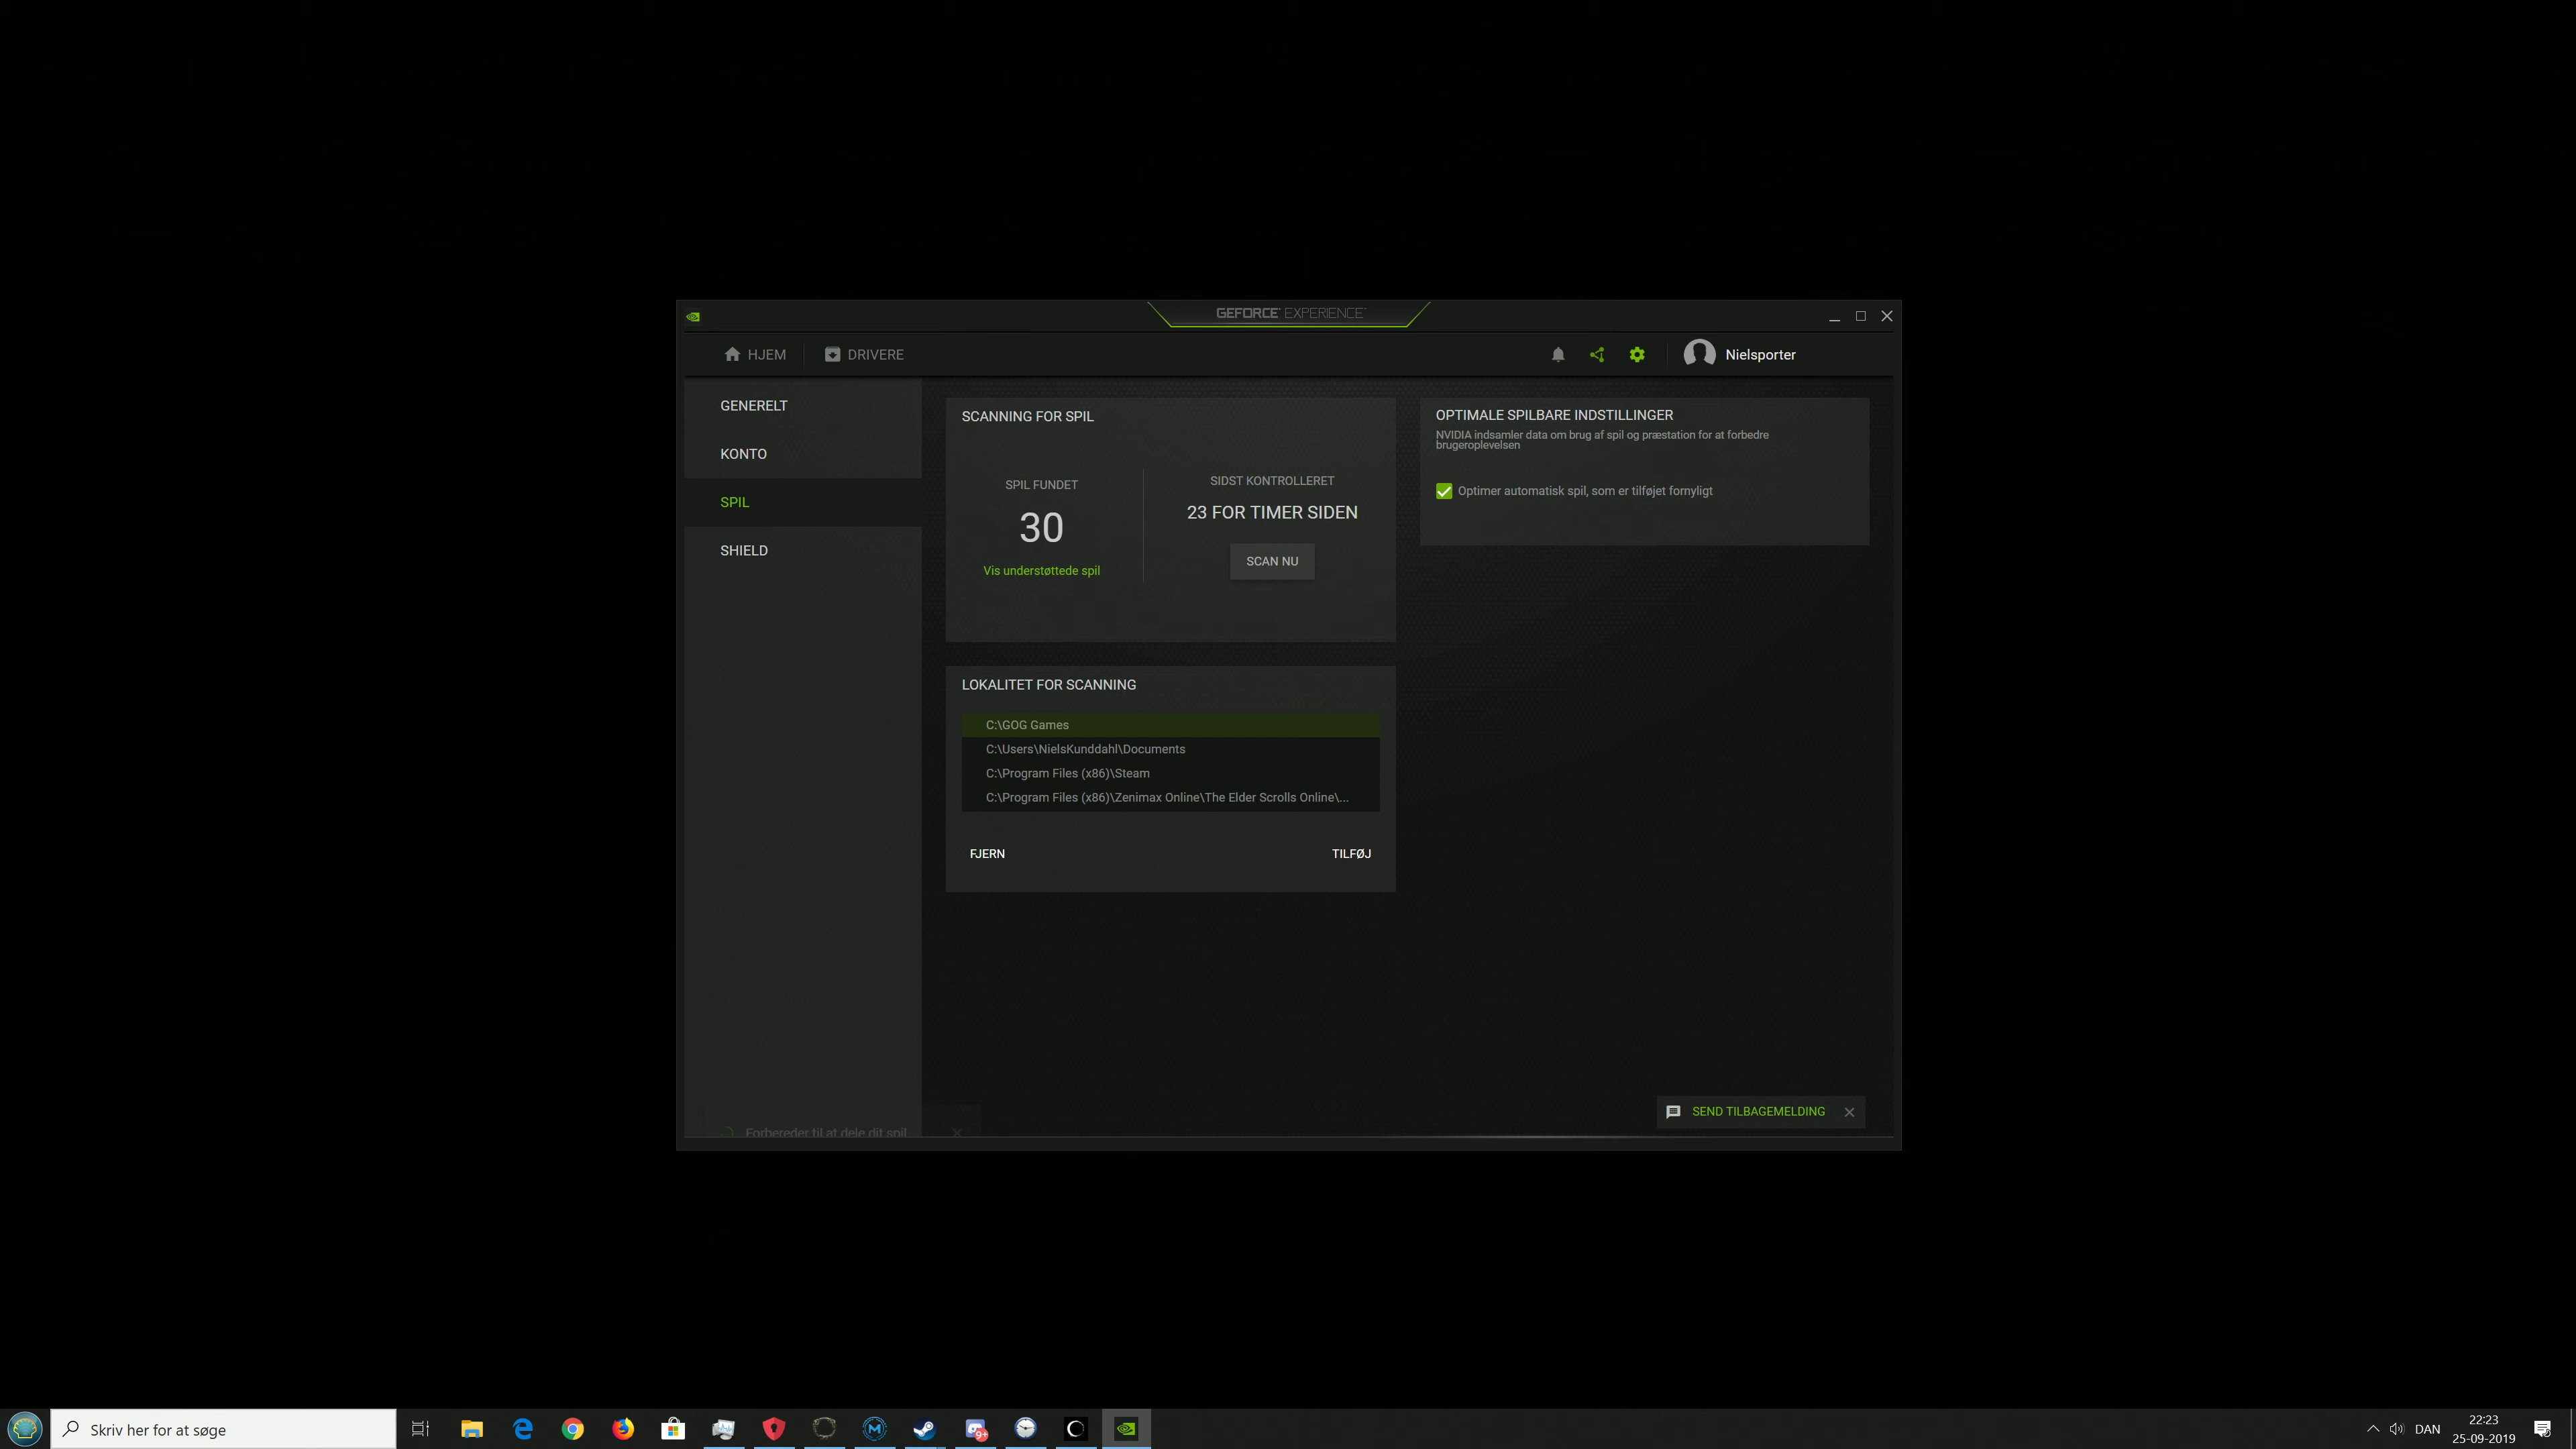 GEFORCE EXPERIENCE
HJEM
DRIVERE
Nielsporter
GENERELT
KONTO
SPIL
SHIELD
SCANNING FOR SPIL
SPIL FUNDET
30
Vis understøttede spil
SIDST KONTROLLERET
23 FOR TIMER SIDEN
SCAN NU
OPTIMALE SPILBARE INDSTILLINGER
NVIDIA indsamler data om brug af spil og præstation for at forbedre
brugeroplevelsen
Optimer automatisk spil, som er tilføjet fornyligt
LOKALITET FOR SCANNING
C:\GOG Games
C:\Users\NielsKunddahl\Documents
C:\Program Files (x86)\Steam
C:\Program Files (x86)\Zenimax Online\The Elder Scrolls Online\...
FJERN
TILFØJ
Forbereder til at dele dit spil
SEND TILBAGEMELDING
Skriv her for at søge
9+
DAN
22:23
25-09-2019